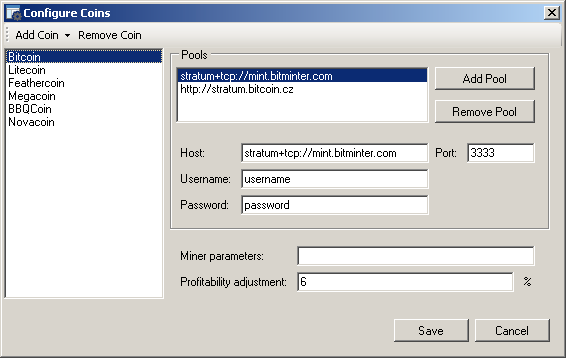 Configure Coins
Add Coin Remove Coin
Bitcoin
Litecoin
Feathercoin
Megacoin
BBQCoin
Novacoin
Pools
stratum+tcp://mint.bitminter.com
http://stratum.bitcoin.cz
Add Pool
Remove Pool
Host: stratum+tcp://mint.bitminter.com Port: 3333
Username: username
Password: password
Miner parameters:
Profitability adjustment: 6 %
Save Cancel